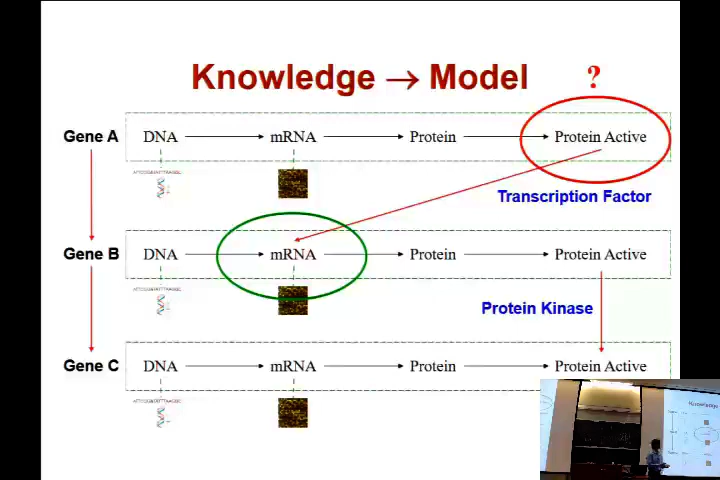 Knowledge → Model ?
Gene A DNA mRNA Protein Protein Active
Transcription Factor
Gene B DNA mRNA Protein Protein Active
Protein Kinase
Gene C DNA mRNA Protein Protein Active
Knowledge